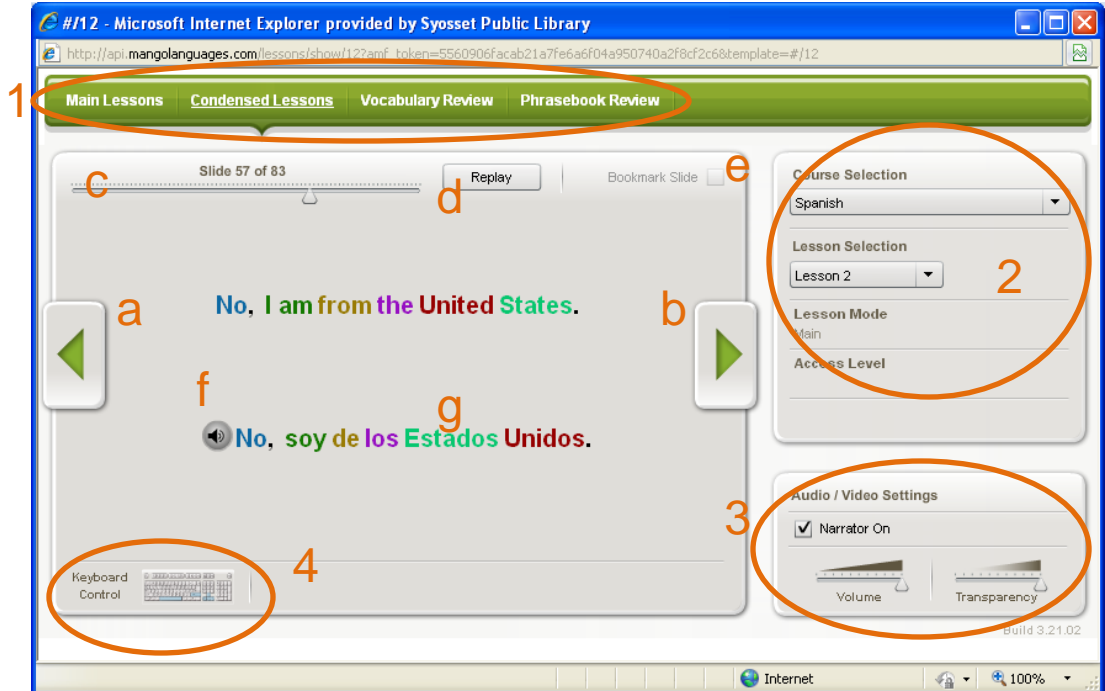 #/12 - Microsoft Internet Explorer provided by Syosset Public Library
http://api.mangolanguages.com/lessons/show/12?amf_token=5560906facab21a7fe6a6f04a950740a2f8cf2c6&template=#/12
1
Main Lessons Condensed Lessons Vocabulary Review Phrasebook Review
c
Slide 57 of 83
d
Replay
Bookmark Slide
e
Course Selection
Spanish
Lesson Selection
Lesson 2
2
Lesson Mode
Main
Access Level
a
No, I am from the United States.
b
f
g
No, soy de los Estados Unidos.
Audio / Video Settings
3
Narrator On
Volume
Transparency
Keyboard
Control
4
Build 3.21.02
Internet
100%